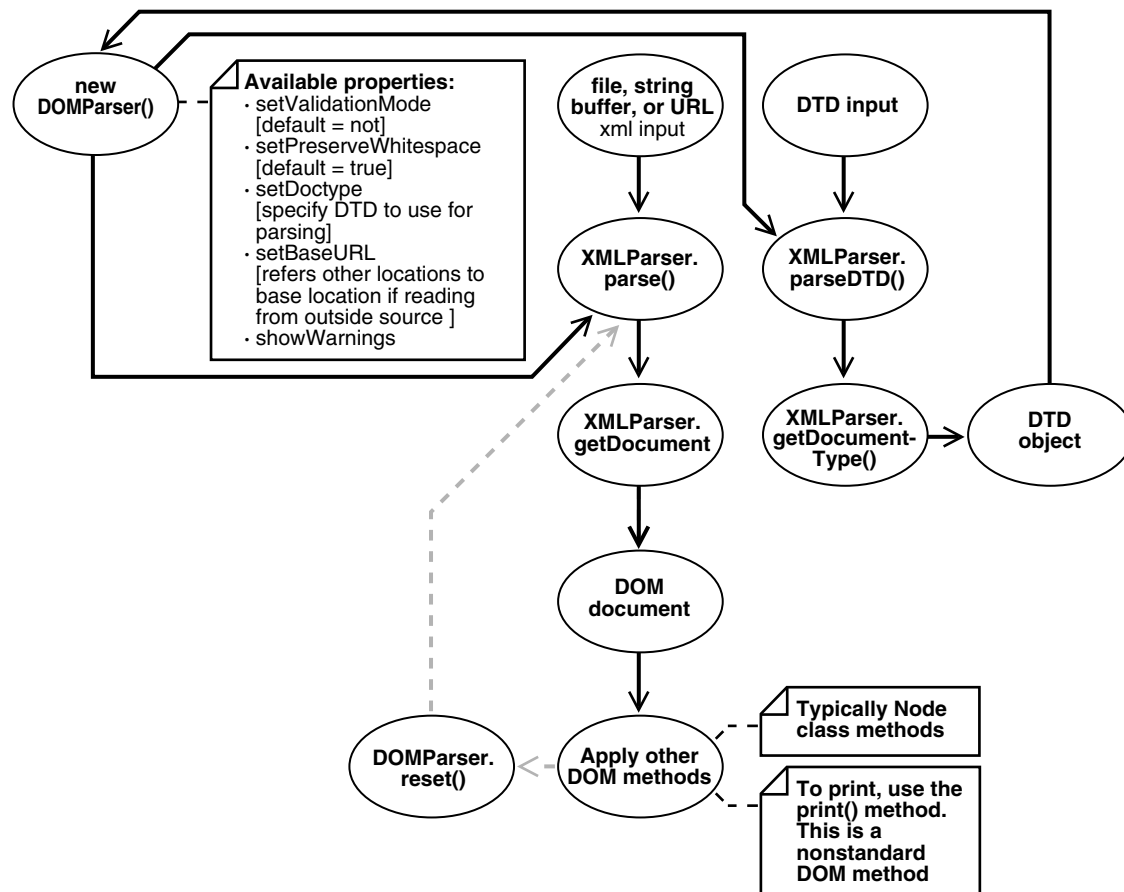 new
DOMParser()
Available properties:
· setValidationMode
[default = not]
· setPreserveWhitespace
[default = true]
· setDoctype
[specify DTD to use for
parsing]
· setBaseURL
[refers other locations to
base location if reading
from outside source ]
· showWarnings
file, string
buffer, or URL
xml input
DTD input
XMLParser.
parse()
XMLParser.
parseDTD()
XMLParser.
getDocument
XMLParser.
getDocument-
Type()
DTD
object
DOM
document
DOMParser.
reset()
Apply other
DOM methods
Typically Node
class methods
To print, use the
print() method.
This is a
nonstandard
DOM method